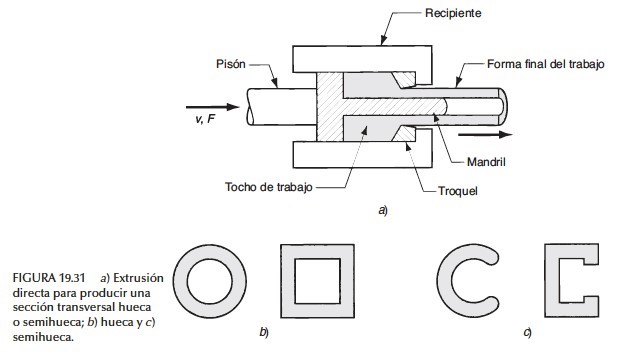 Recipiente
Pisón
Forma final del trabajo
v, F
Mandril
Tocho de trabajo
Troquel
a)
FIGURA 19.31 a) Extrusión
directa para producir una
sección transversal hueca
o semihueca; b) hueca y c)
semihueca.
b)
c)